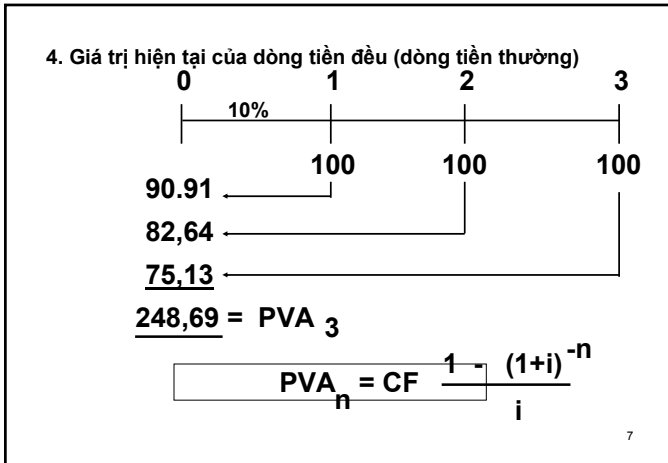 4. Giá trị hiện tại của dòng tiền đều (dòng tiền thường)
0 1 2 3
10%
100 100 100
90.91
82,64
75,13
248,69 = PVA 3
1 - (1+i) -n
PVA n = CF
i
7